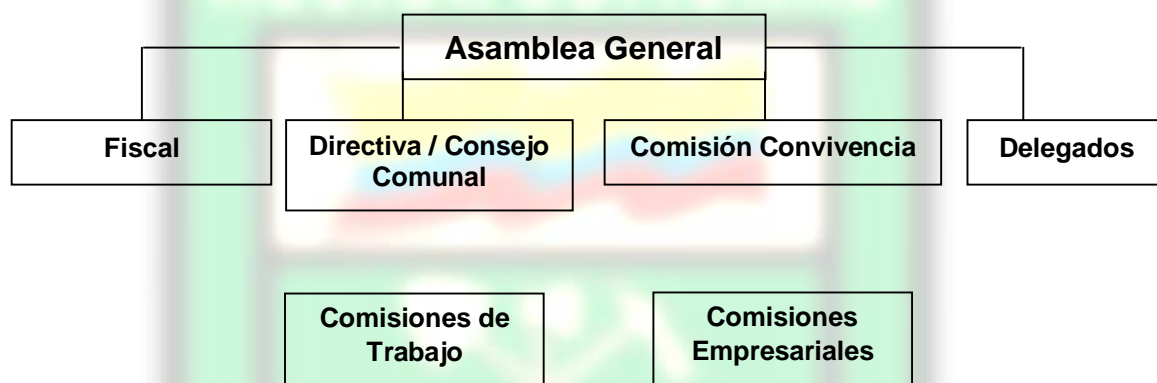 Asamblea General
Fiscal
Directiva / Consejo
Comunal
Comisión Convivencia
Delegados
Comisiones de
Trabajo
Comisiones
Empresariales